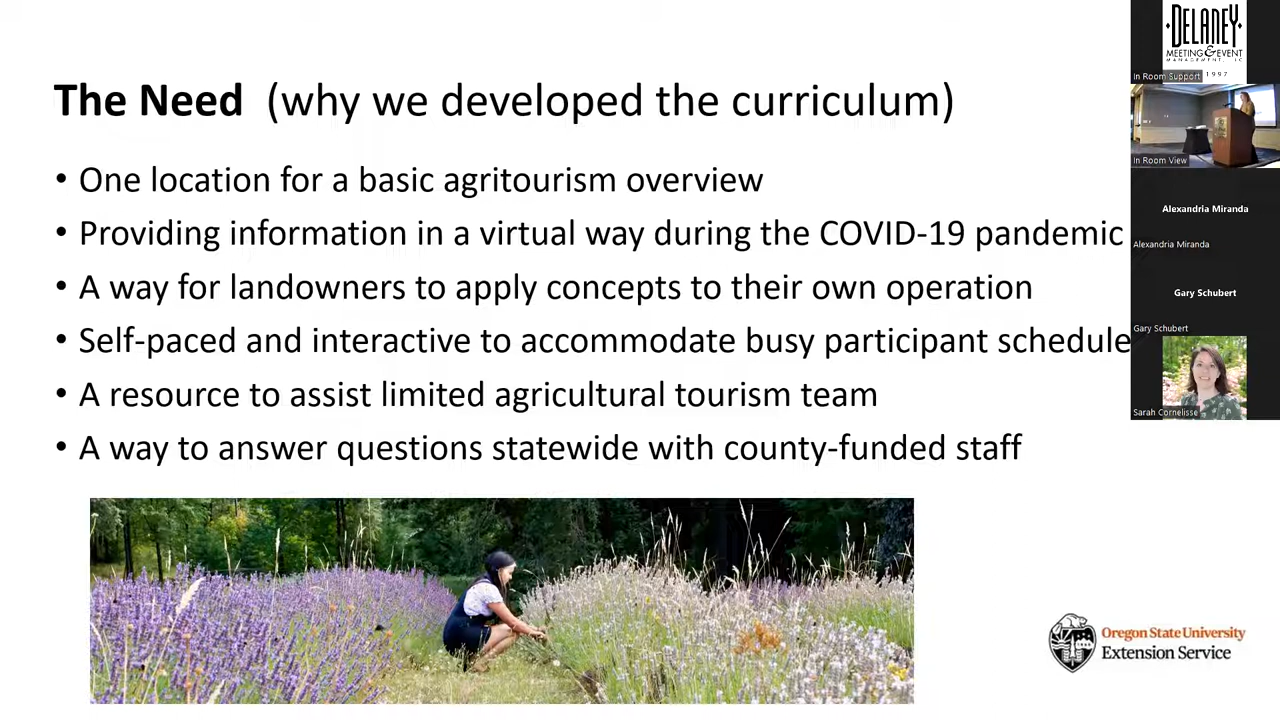 The Need (why we developed the curriculum)
• One location for a basic agritourism overview
• Providing information in a virtual way during the COVID-19 pandemic
• A way for landowners to apply concepts to their own operation
• Self-paced and interactive to accommodate busy participant schedule
• A resource to assist limited agricultural tourism team
• A way to answer questions statewide with county-funded staff
Oregon State University
Extension Service
DELANEY
MEETING & EVENT
MANAGEMENT, LLC
1997
In Room Support
In Room View
Alexandria Miranda
Alexandria Miranda
Gary Schubert
Gary Schubert
Sarah Cornelisse